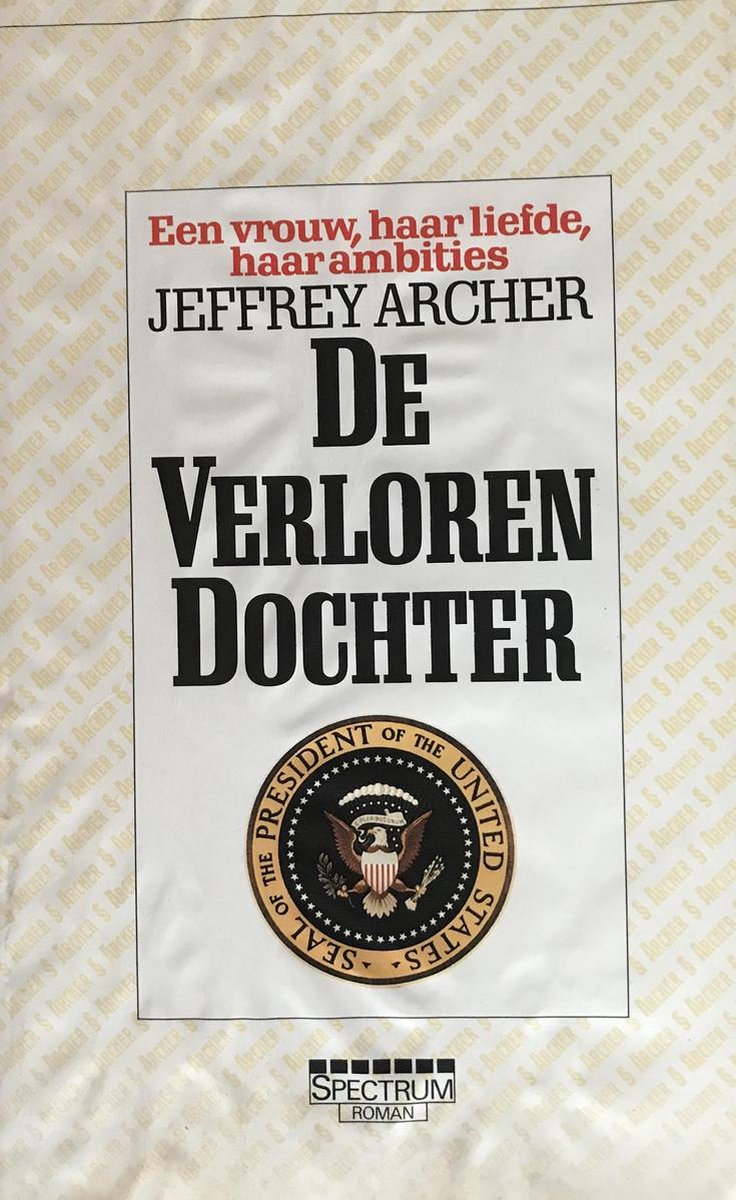 Een vrouw, haar liefde,
haar ambities
JEFFREY ARCHER
DE
VERLOREN
DOCHTER
SEAL OF THE PRESIDENT OF THE UNITED STATES
SPECTRUM
ROMAN